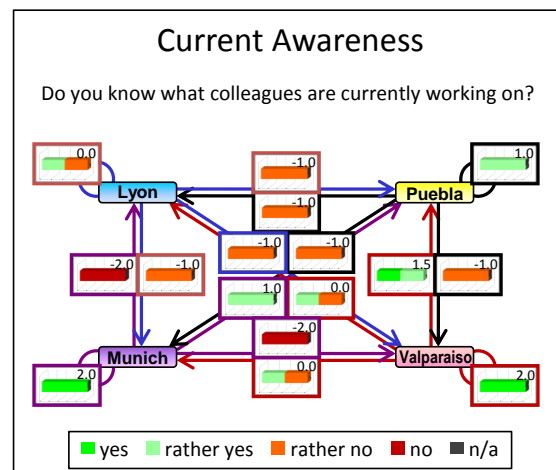 Current Awareness
Do you know what colleagues are currently working on?
0.0
-1.0
1.0
Lyon
Puebla
-1.0
-1.0
-1.0
-2.0
-1.0
1.5
-1.0
1.0
0.0
-2.0
Munich
Valparaiso
2.0
0.0
2.0
yes
rather yes
rather no
no
n/a